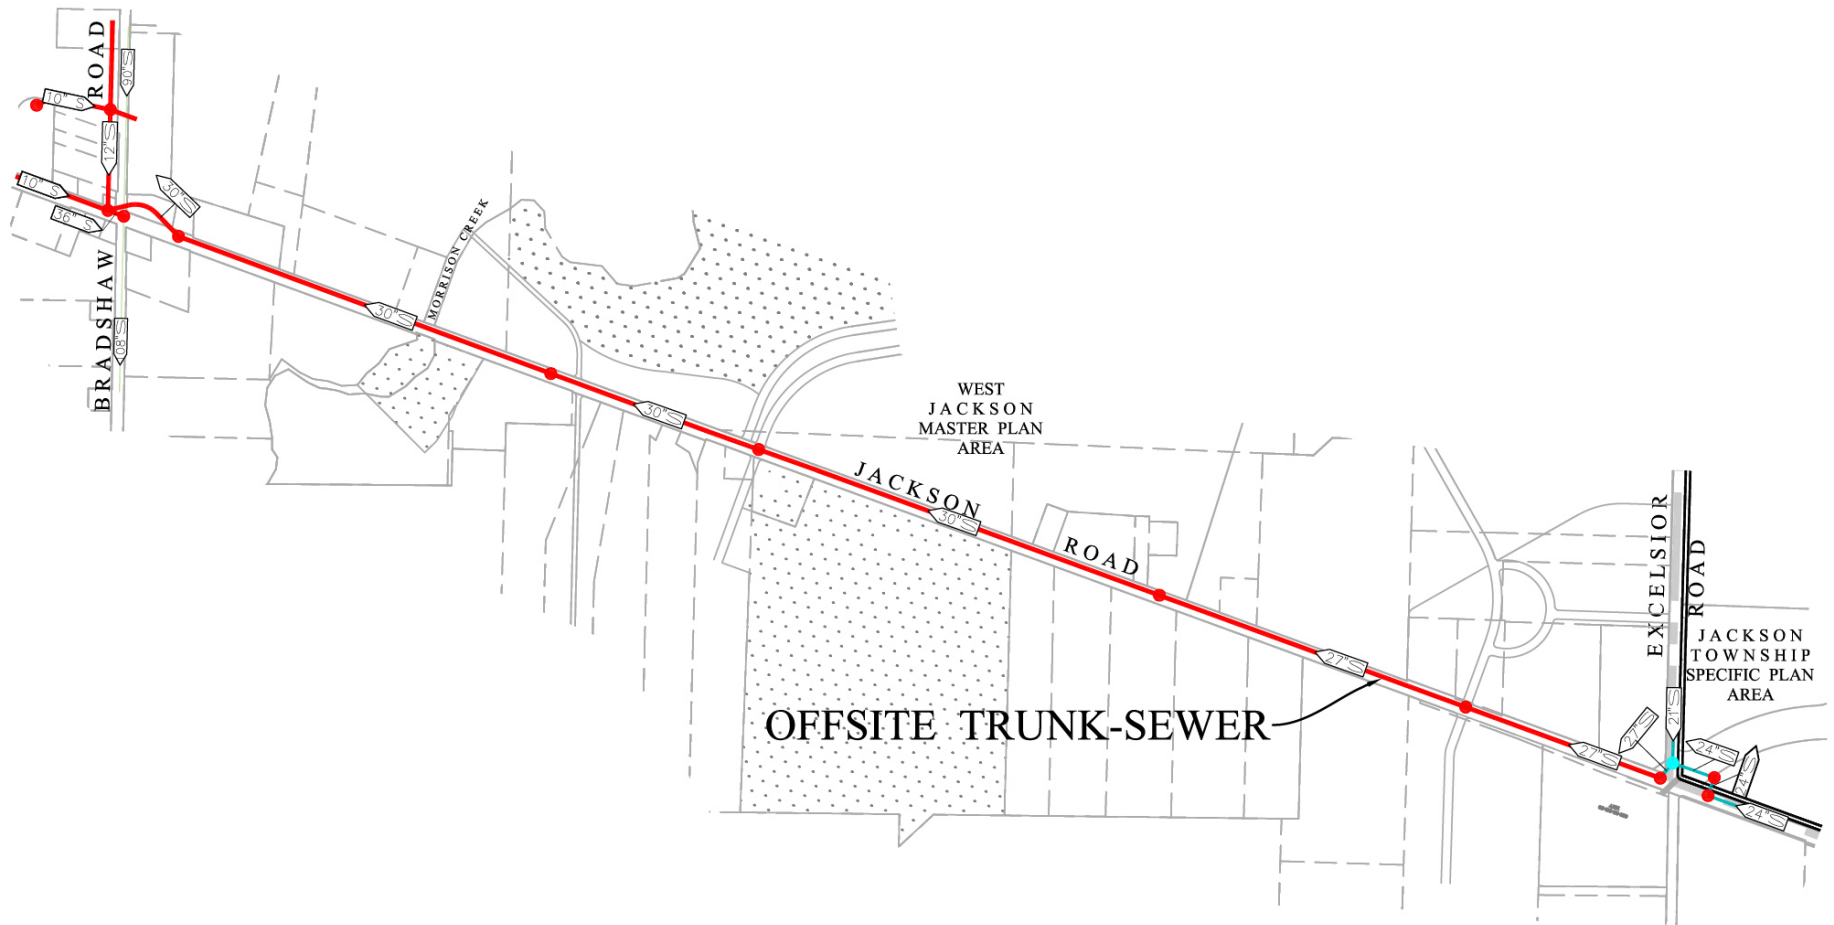 ROAD
90"S
10" S
12"S
10" S
36" S
30"S
BRADSHAW
MORRISON CREEK
30"S
08"S
30"S
WEST
JACKSON
MASTER PLAN
AREA
JACKSON
30"S
ROAD
EXCELSIOR
ROAD
JACKSON
TOWNSHIP
SPECIFIC PLAN
AREA
27"S
OFFSITE TRUNK-SEWER
21"S
27"S
27"
24"S
24"S
24"S